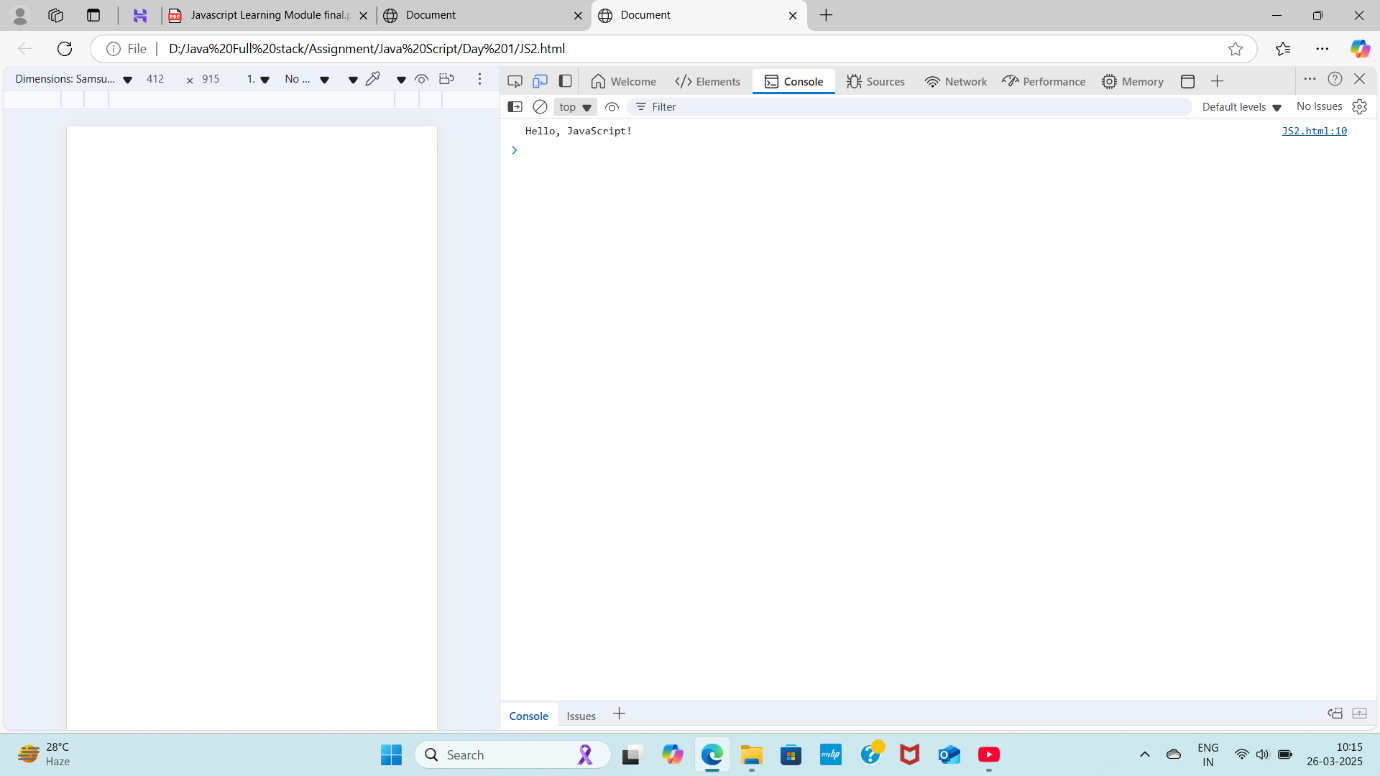 Javascript Learning Module final.p
Document
Document
File
D:/Java%20Full%20stack/Assignment/Java%20Script/Day%201/JS2.html
Dimensions: Samsu...
412
×
915
1.
No ...
Welcome
Elements
Console
Sources
Network
Performance
Memory
top
Filter
Default levels
No Issues
Hello, JavaScript!
JS2.html:10
Console
Issues
28°C
Haze
Search
ENG
IN
10:15
26-03-2025